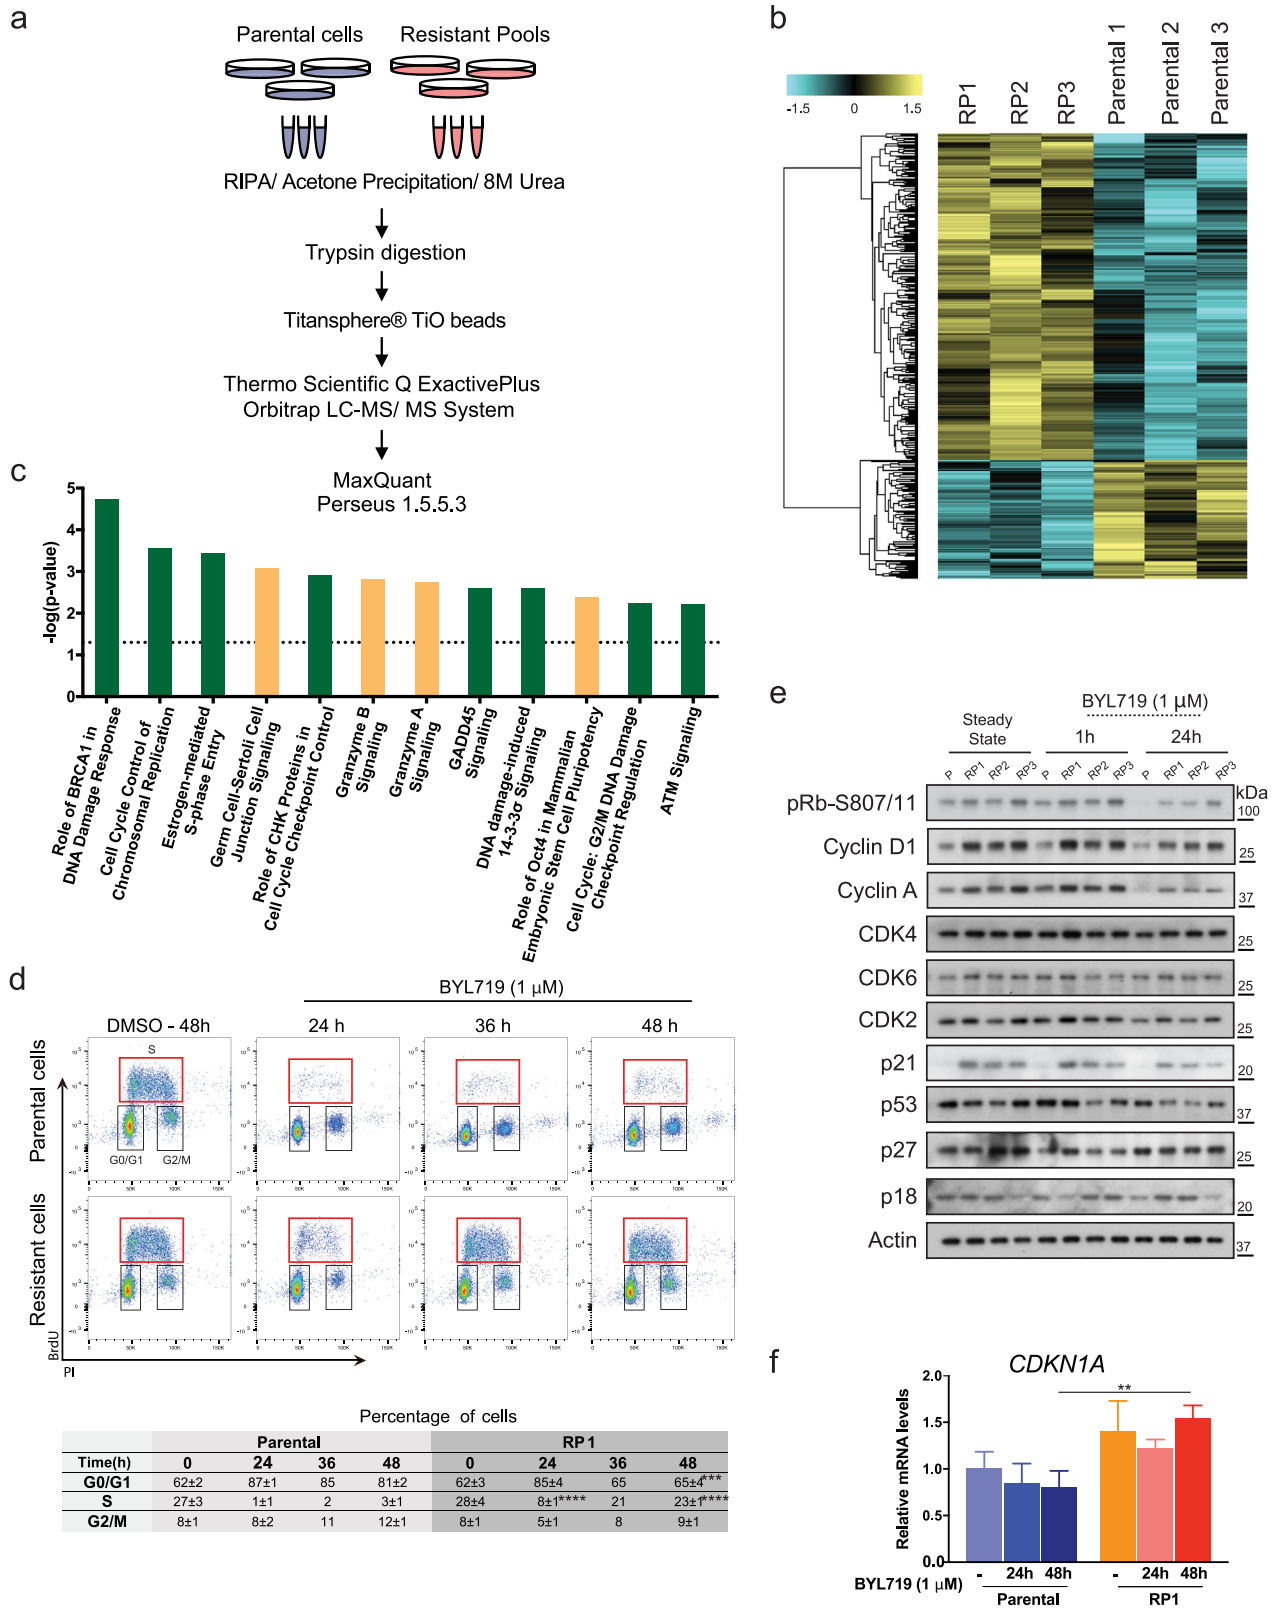 a
Parental cells
Resistant Pools
RIPA/ Acetone Precipitation/ 8M Urea
Trypsin digestion
Titansphere® TiO beads
Thermo Scientific Q ExactivePlus
Orbitrap LC-MS/ MS System
MaxQuant
Perseus 1.5.5.3
b
-1.5 0 1.5
RP1
RP2
RP3
Parental 1
Parental 2
Parental 3
c
-log(p-value)
5
4
3
2
1
0
Role of BRCA1 in
DNA Damage Response
Cell Cycle Control of
Chromosomal Replication
Estrogen-mediated
S-phase Entry
Germ Cell-Sertoli Cell
Junction Signaling
Role of CHK Proteins in
Cell Cycle Checkpoint Control
Granzyme B
Signaling
Granzyme A
Signaling
GADD45
Signaling
DNA damage-induced
14-3-3σ Signaling
Role of Oct4 in Mammalian
Embryonic Stem Cell Pluripotency
Cell Cycle: G2/M DNA Damage
Checkpoint Regulation
ATM Signaling
d
BYL719 (1 µM)
DMSO - 48h 24 h 36 h 48 h
Parental cells
S
G0/G1 G2/M
Resistant cells
BrdU
PI
0 50K 100K 150K
Percentage of cells
Parental RP1
Time(h) 0 24 36 48 0 24 36 48
G0/G1 62±2 87±1 85 81±2 62±3 85±4 65 65±4***
S 27±3 1±1 2 3±1 28±4 8±1**** 21 23±1****
G2/M 8±1 8±2 11 12±1 8±1 5±1 8 9±1
e
BYL719 (1 µM)
Steady
State
1h 24h
P RP1 RP2 RP3 P RP1 RP2 RP3 P RP1 RP2 RP3
kDa
pRb-S807/11 100
Cyclin D1 25
Cyclin A 37
CDK4 25
CDK6 25
CDK2 25
p21 20
p53 37
p27 25
p18 20
Actin 37
f
CDKN1A
Relative mRNA levels
2.0
1.5
1.0
0.5
0.0
**
BYL719 (1 µM) - 24h 48h - 24h 48h
Parental RP1